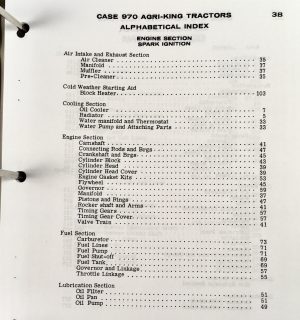 CASE 970 AGRI-KING TRACTORS 3B
ALPHABETICAL INDEX
ENGINE SECTION
SPARK IGNITION
Air Intake and Exhaust Section
Air Cleaner 35
Manifold 37
Muffler 37
Pre-Cleaner 35
Cold Weather Starting Aid
Block Heater 103
Cooling Section
Oil Cooler 7
Radiator 5
Water manifold and Thermostat 33
Water Pump and Attaching Parts 33
Engine Section
Camshaft 41
Connecting Rods and Brgs 47
Crankshaft and Brgs 45
Cylinder Block 43
Cylinder Head 39
Cylinder Head Cover 39
Engine Gasket Kits 53
Flywheel 45
Governor 59
Manifold 37
Pistons and Rings 47
Rocker shaft and Arms 41
Timing Gears 57
Timing Gear Cover 57
Valve Train 41
Fuel Section
Carburetor 73
Fuel Lines 71
Fuel Pump 71
Fuel Shut-off 69
Fuel Tank 69
Governor and Linkage 57
Throttle Linkage 55
Lubrication Section
Oil Filter 51
Oil Pan 51
Oil Pump 49